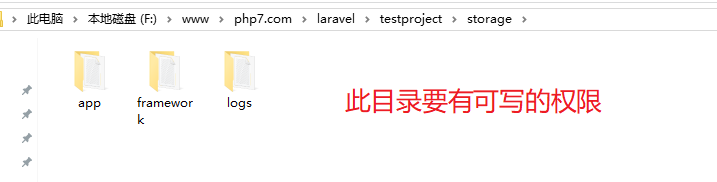 此电脑 > 本地磁盘 (F:) > www > php7.com > laravel > testproject > storage >
app
framewor
k
logs
此目录要有可写的权限